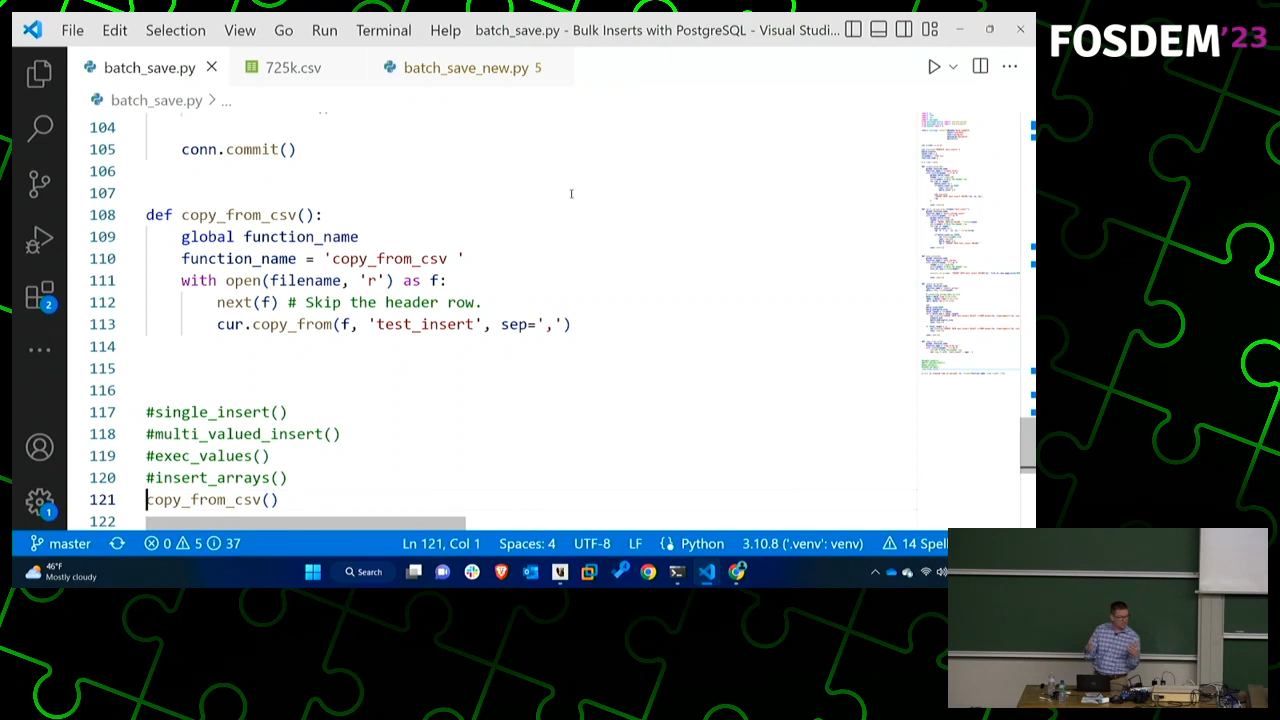 File Edit Selection View Go Run Terminal Help batch_save.py - Bulk Inserts with PostgreSQL - Visual Studi...
FOSDEM'23
batch_save.py 725k.csv batch_save_new.py 5
batch_save.py > ...
104
105 conn.commit()
106
107
108 def copy_from_csv():
109 global function_name
110 function_name = "copy_from_csv"
111 with open(filename, 'r') as f:
112 next(f) # Skip the header row.
113 cur.copy_from(f, 'test_insert', sep=',')
114
115
116
117 #single_insert()
118 #multi_valued_insert()
119 #exec_values()
120 #insert_arrays()
121 copy_from_csv()
122
2
1
master 0 5 37 Ln 121, Col 1 Spaces: 4 UTF-8 LF Python 3.10.8 ('.venv': venv) 14 Spell
46°F
Mostly cloudy
Search